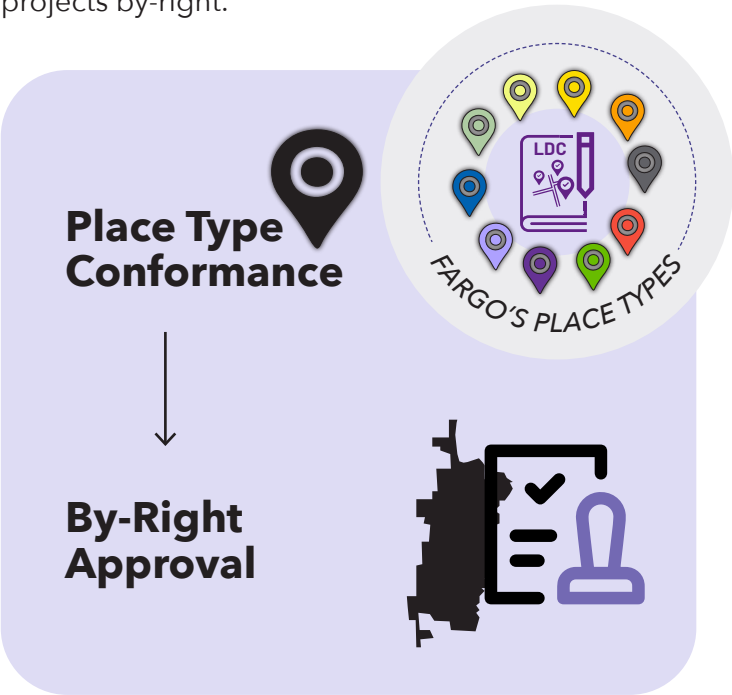 projects by-right.
LDC
FARGO'S PLACE TYPES
Place Type
Conformance
By-Right
Approval